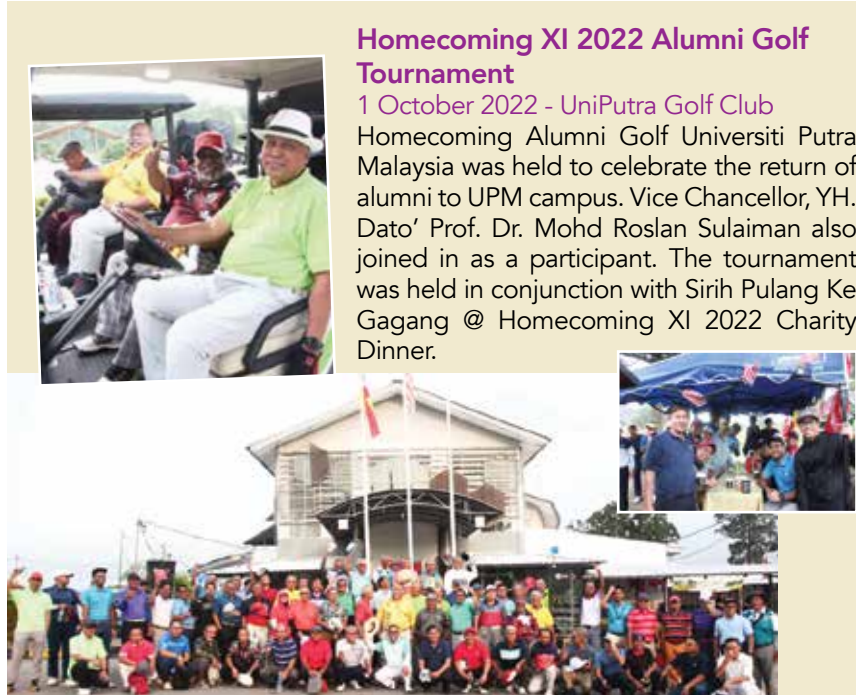 Homecoming XI 2022 Alumni Golf
Tournament
1 October 2022 - UniPutra Golf Club
Homecoming Alumni Golf Universiti Putra
Malaysia was held to celebrate the return of
alumni to UPM campus. Vice Chancellor, YH.
Dato’ Prof. Dr. Mohd Roslan Sulaiman also
joined in as a participant. The tournament
was held in conjunction with Sirih Pulang Ke
Gagang @ Homecoming XI 2022 Charity
Dinner.